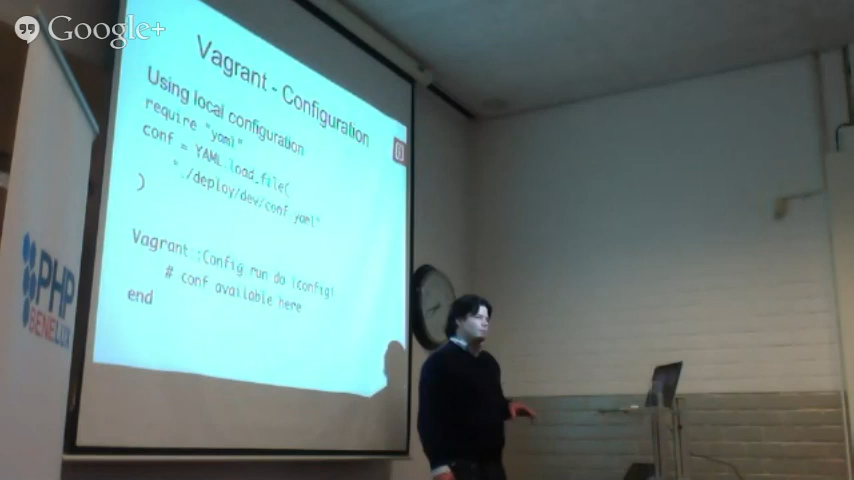 Google+
Vagrant - Configuration
Using local configuration
require "yaml"
conf = YAML.load_file(
"./deploy/dev/conf.yaml"
)
Vagrant::Config.run do |config|
# conf available here
end
PHP
BENELUX